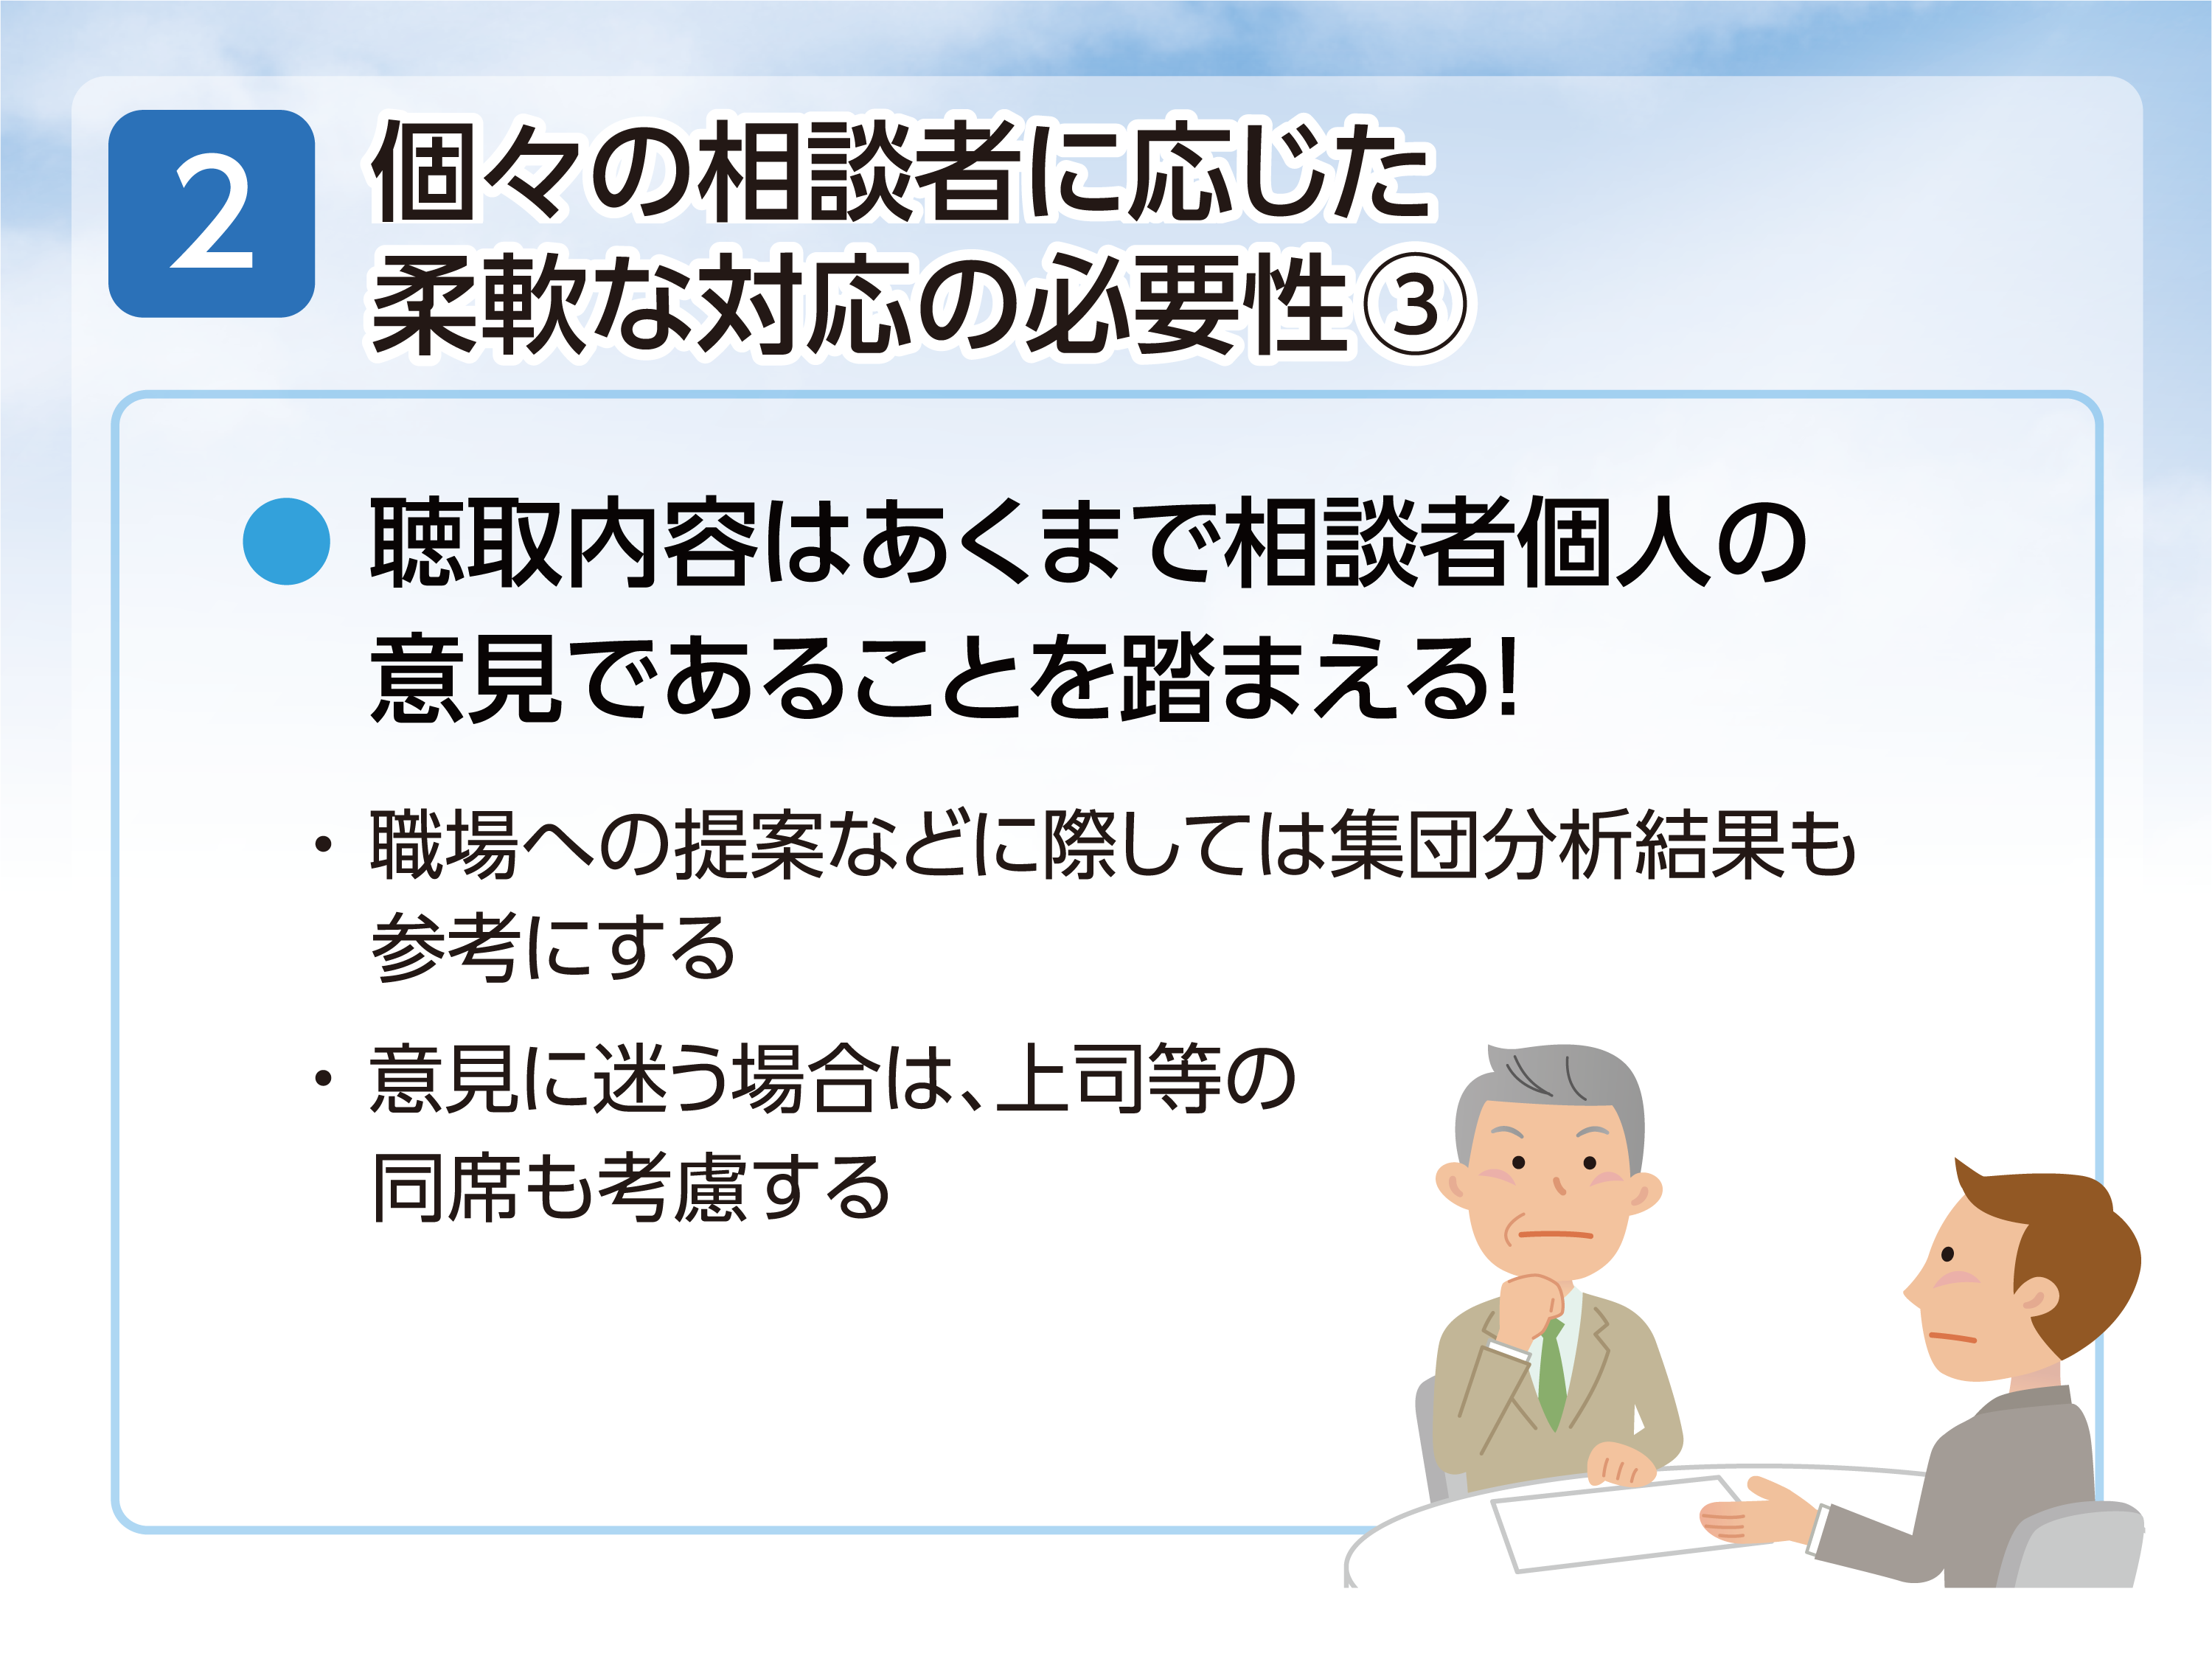 2
個々の相談者に応じた
柔軟な対応の必要性③
●聴取内容はあくまで相談者個人の
意見であることを踏まえる！
・職場への提案などに際しては集団分析結果も
参考にする
・意見に迷う場合は、上司等の
同席も考慮する